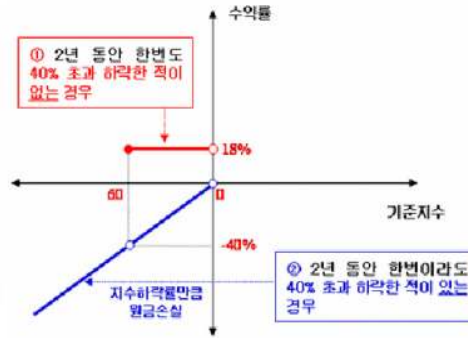 수익률
① 2년 동안 한번도
40% 초과 하락한 적이
없는 경우
18%
60
0
기준지수
-40%
② 2년 동안 한번이라도
40% 초과 하락한 적이 있는
경우
지수하락률만큼
원금손실